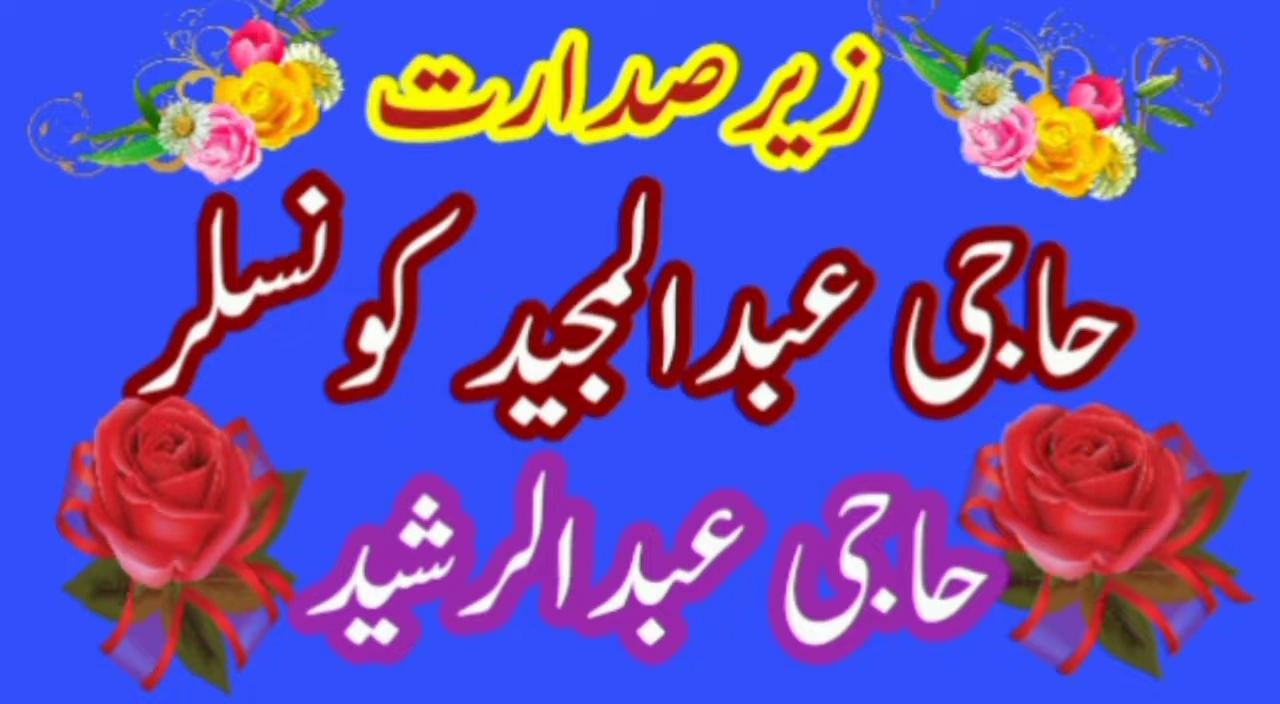 زیر صدارت
حاجی عبدالمجید کونسلر
حاجی عبدالرشید